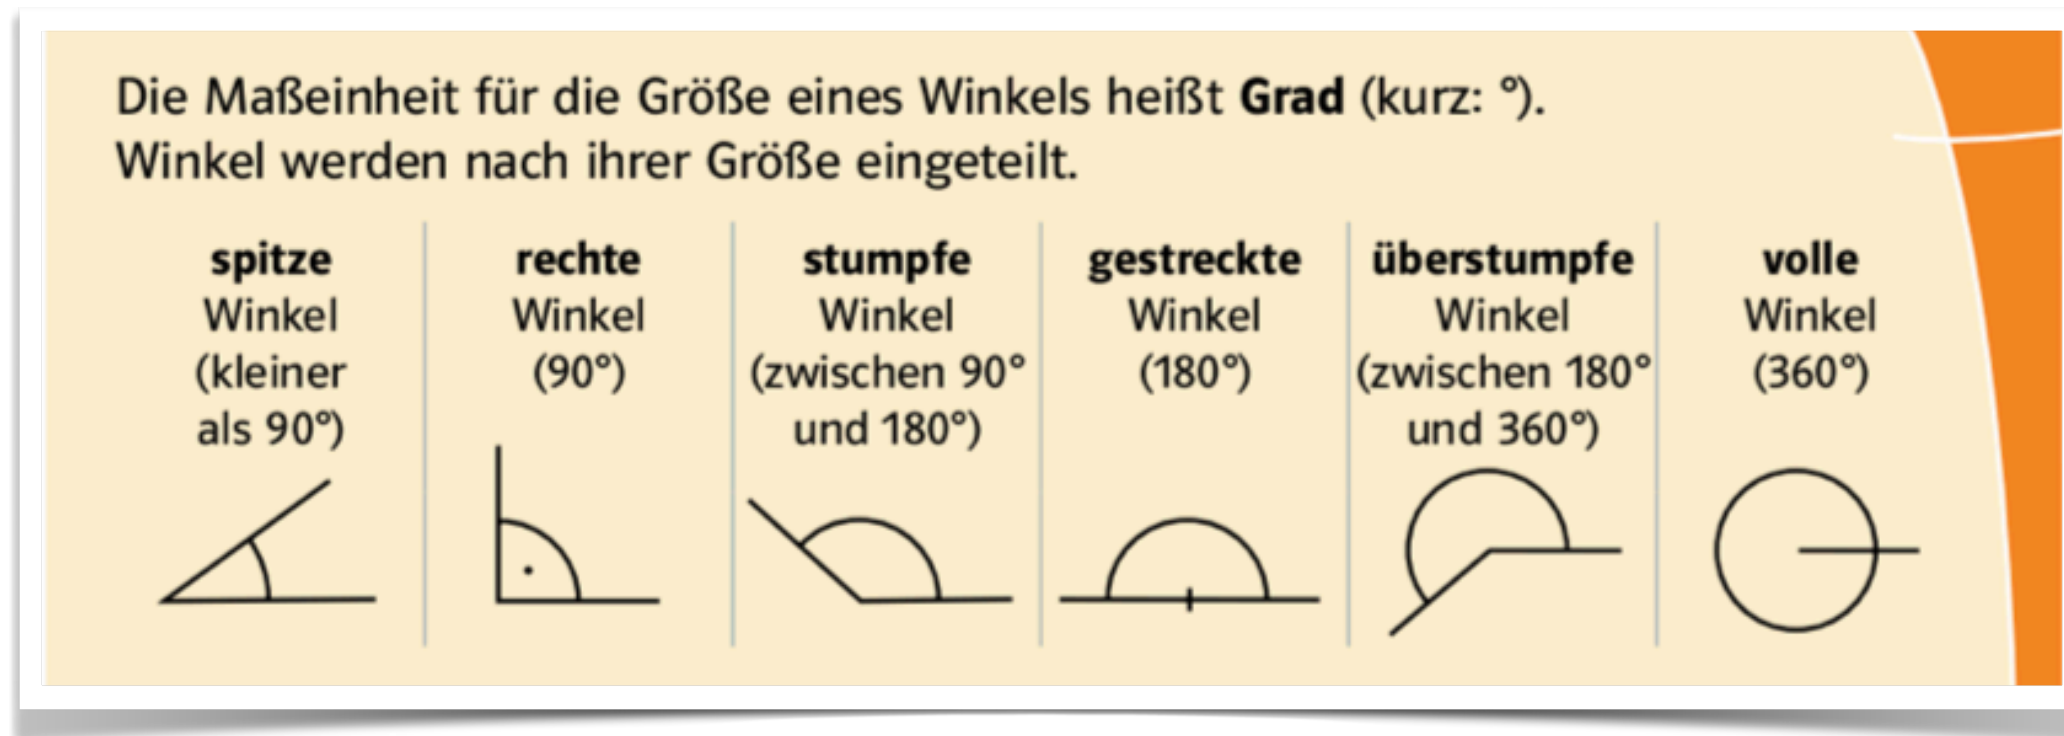 Die Maßeinheit für die Größe eines Winkels heißt Grad (kurz: °).
Winkel werden nach ihrer Größe eingeteilt.
spitze
Winkel
(kleiner
als 90°)
rechte
Winkel
(90°)
stumpfe
Winkel
(zwischen 90°
und 180°)
gestreckte
Winkel
(180°)
überstumpfe
Winkel
(zwischen 180°
und 360°)
volle
Winkel
(360°)